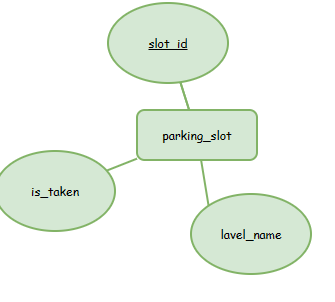 slot_id
parking_slot
is_taken
lavel_name